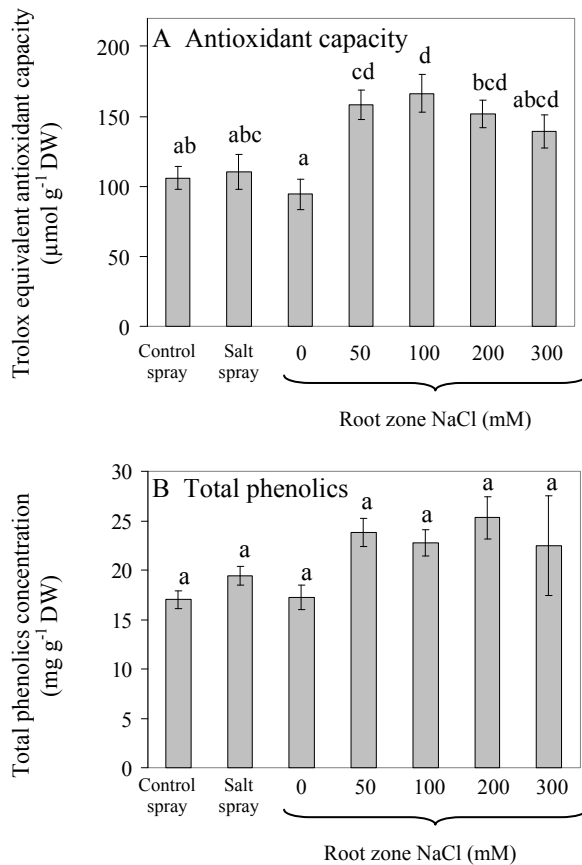 A Antioxidant capacity
Trolox equivalent antioxidant capacity
(µmol g-1 DW)
200
150
100
50
0
ab
abc
a
cd
d
bcd
abcd
Control
spray
Salt
spray
0
50
100
200
300
Root zone NaCl (mM)
B Total phenolics
Total phenolics concentration
(mg g-1 DW)
30
25
20
15
10
5
0
a
a
a
a
a
a
a
Control
spray
Salt
spray
0
50
100
200
300
Root zone NaCl (mM)